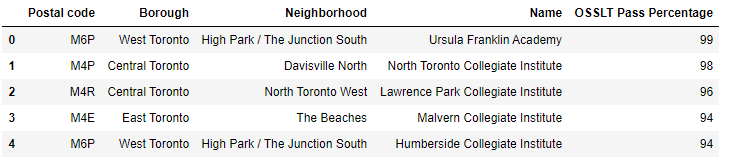 Postal code Borough Neighborhood Name OSSLT Pass Percentage
0 M6P West Toronto High Park / The Junction South Ursula Franklin Academy 99
1 M4P Central Toronto Davisville North North Toronto Collegiate Institute 98
2 M4R Central Toronto North Toronto West Lawrence Park Collegiate Institute 96
3 M4E East Toronto The Beaches Malvern Collegiate Institute 94
4 M6P West Toronto High Park / The Junction South Humberside Collegiate Institute 94